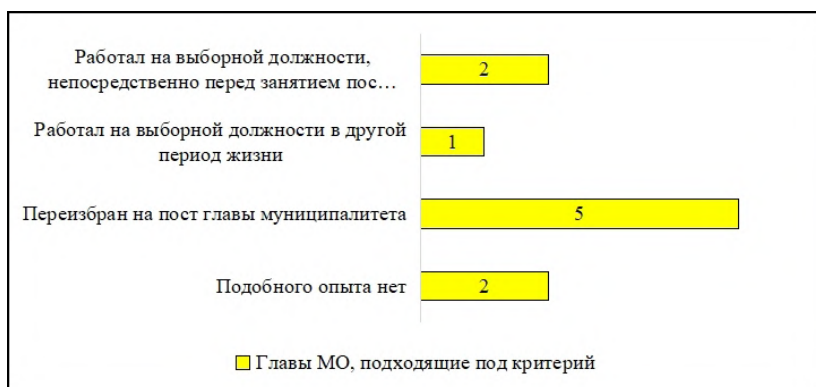 Работал на выборной должности,
непосредственно перед занятием пос…
2
Работал на выборной должности в другой
период жизни
1
Переизбран на пост главы муниципалитета
5
Подобного опыта нет
2
Главы МО, подходящие под критерий